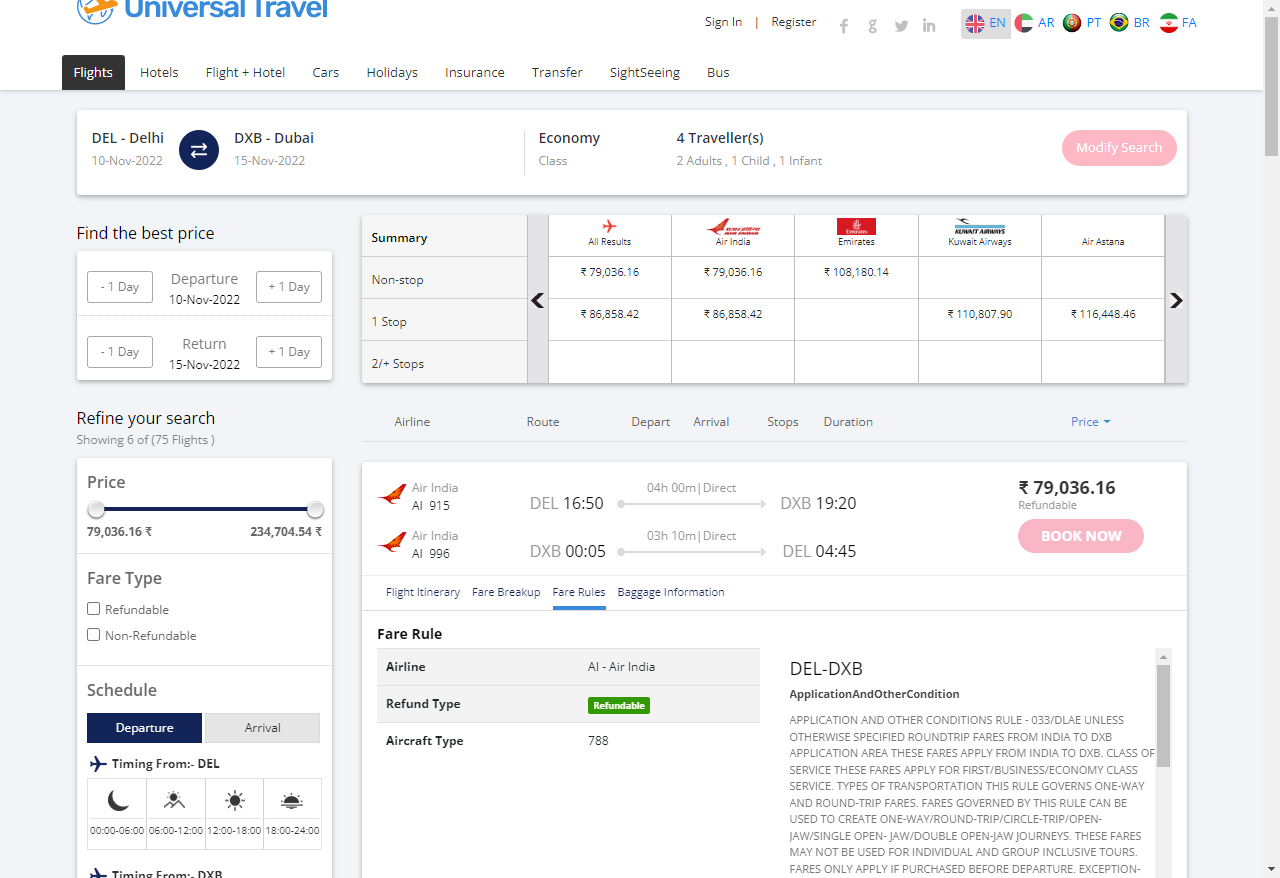 Universal Travel
Sign In | Register
EN AR PT BR FA
Flights Hotels Flight + Hotel Cars Holidays Insurance Transfer SightSeeing Bus
DEL - Delhi DXB - Dubai Economy 4 Traveller(s)
10-Nov-2022 15-Nov-2022 Class 2 Adults , 1 Child , 1 Infant
Modify Search
Find the best price
- 1 Day Departure + 1 Day
10-Nov-2022
- 1 Day Return + 1 Day
15-Nov-2022
Summary All Results Air India Emirates Kuwait Airways Air Astana
Non-stop ₹ 79,036.16 ₹ 79,036.16 ₹ 108,180.14
1 Stop ₹ 86,858.42 ₹ 86,858.42 ₹ 110,807.90 ₹ 116,448.46
2/+ Stops
Refine your search
Showing 6 of (75 Flights )
Price
79,036.16 ₹ 234,704.54 ₹
Fare Type
Refundable
Non-Refundable
Schedule
Departure Arrival
Timing From:- DEL
00:00-06:00 06:00-12:00 12:00-18:00 18:00-24:00
Timing From:- DXB
Airline Route Depart Arrival Stops Duration Price
Air India 04h 00m|Direct
AI 915 DEL 16:50 DXB 19:20
Air India 03h 10m|Direct
AI 996 DXB 00:05 DEL 04:45
₹ 79,036.16
Refundable
BOOK NOW
Flight Itinerary Fare Breakup Fare Rules Baggage Information
Fare Rule
Airline AI - Air India
Refund Type Refundable
Aircraft Type 788
DEL-DXB
ApplicationAndOtherCondition
APPLICATION AND OTHER CONDITIONS RULE - 033/DLAE UNLESS
OTHERWISE SPECIFIED ROUNDTRIP FARES FROM INDIA TO DXB
APPLICATION AREA THESE FARES APPLY FROM INDIA TO DXB. CLASS OF
SERVICE THESE FARES APPLY FOR FIRST/BUSINESS/ECONOMY CLASS
SERVICE. TYPES OF TRANSPORTATION THIS RULE GOVERNS ONE-WAY
AND ROUND-TRIP FARES. FARES GOVERNED BY THIS RULE CAN BE
USED TO CREATE ONE-WAY/ROUND-TRIP/CIRCLE-TRIP/OPEN-
JAW/SINGLE OPEN- JAW/DOUBLE OPEN-JAW JOURNEYS. THESE FARES
MAY NOT BE USED FOR INDIVIDUAL AND GROUP INCLUSIVE TOURS.
FARES ONLY APPLY IF PURCHASED BEFORE DEPARTURE. EXCEPTION-